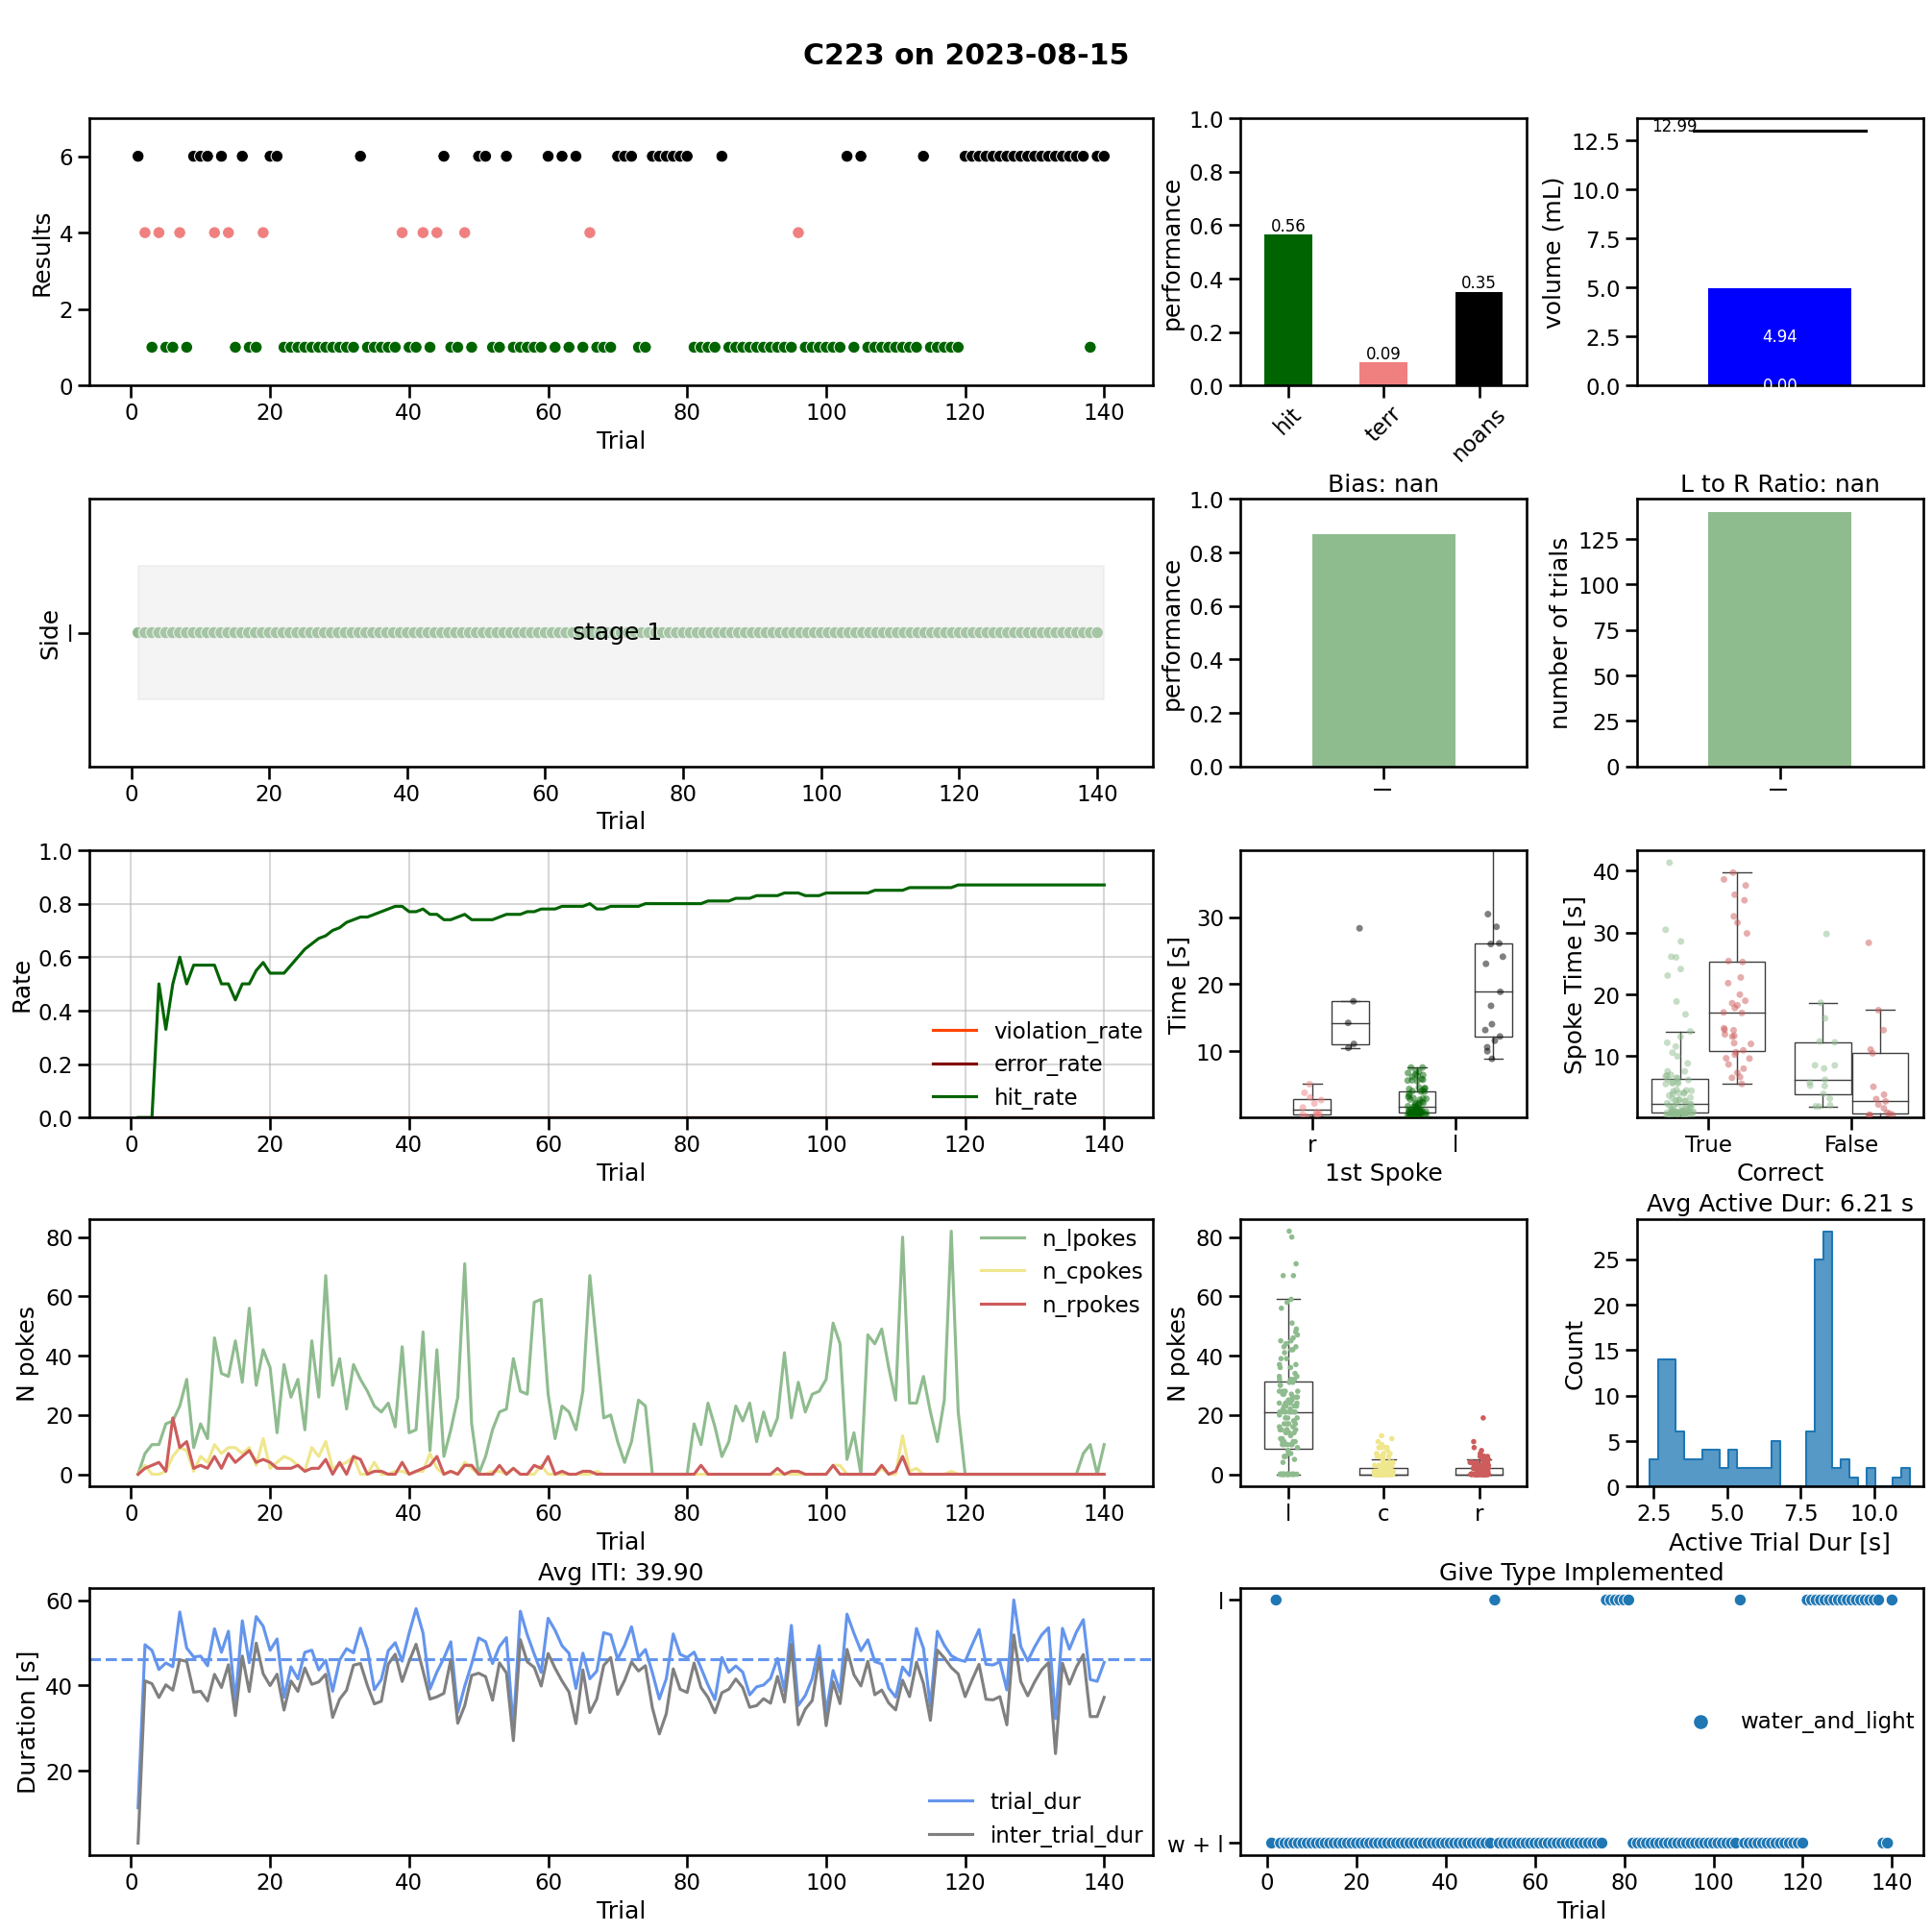 C223 on 2023-08-15
Results
6
4
2
0
0 20 40 60 80 100 120 140
Trial
performance
1.0
0.8
0.6
0.4
0.2
0.0
0.56
0.09
0.35
hit terr noans
volume (mL)
12.5
10.0
7.5
5.0
2.5
0.0
12.99
4.94
0.00
Side
l
stage 1
0 20 40 60 80 100 120 140
Trial
Bias: nan
performance
1.0
0.8
0.6
0.4
0.2
0.0
l
L to R Ratio: nan
number of trials
125
100
75
50
25
0
l
Rate
1.0
0.8
0.6
0.4
0.2
0.0
violation_rate
error_rate
hit_rate
0 20 40 60 80 100 120 140
Trial
Time [s]
30
20
10
r l
1st Spoke
Spoke Time [s]
40
30
20
10
True False
Correct
N pokes
80
60
40
20
0
n_lpokes
n_cpokes
n_rpokes
0 20 40 60 80 100 120 140
Trial
N pokes
80
60
40
20
0
l c r
Avg Active Dur: 6.21 s
Count
25
20
15
10
5
0
2.5 5.0 7.5 10.0
Active Trial Dur [s]
Avg ITI: 39.90
Duration [s]
60
40
20
trial_dur
inter_trial_dur
0 20 40 60 80 100 120 140
Trial
Give Type Implemented
l
w + l
water_and_light
0 20 40 60 80 100 120 140
Trial